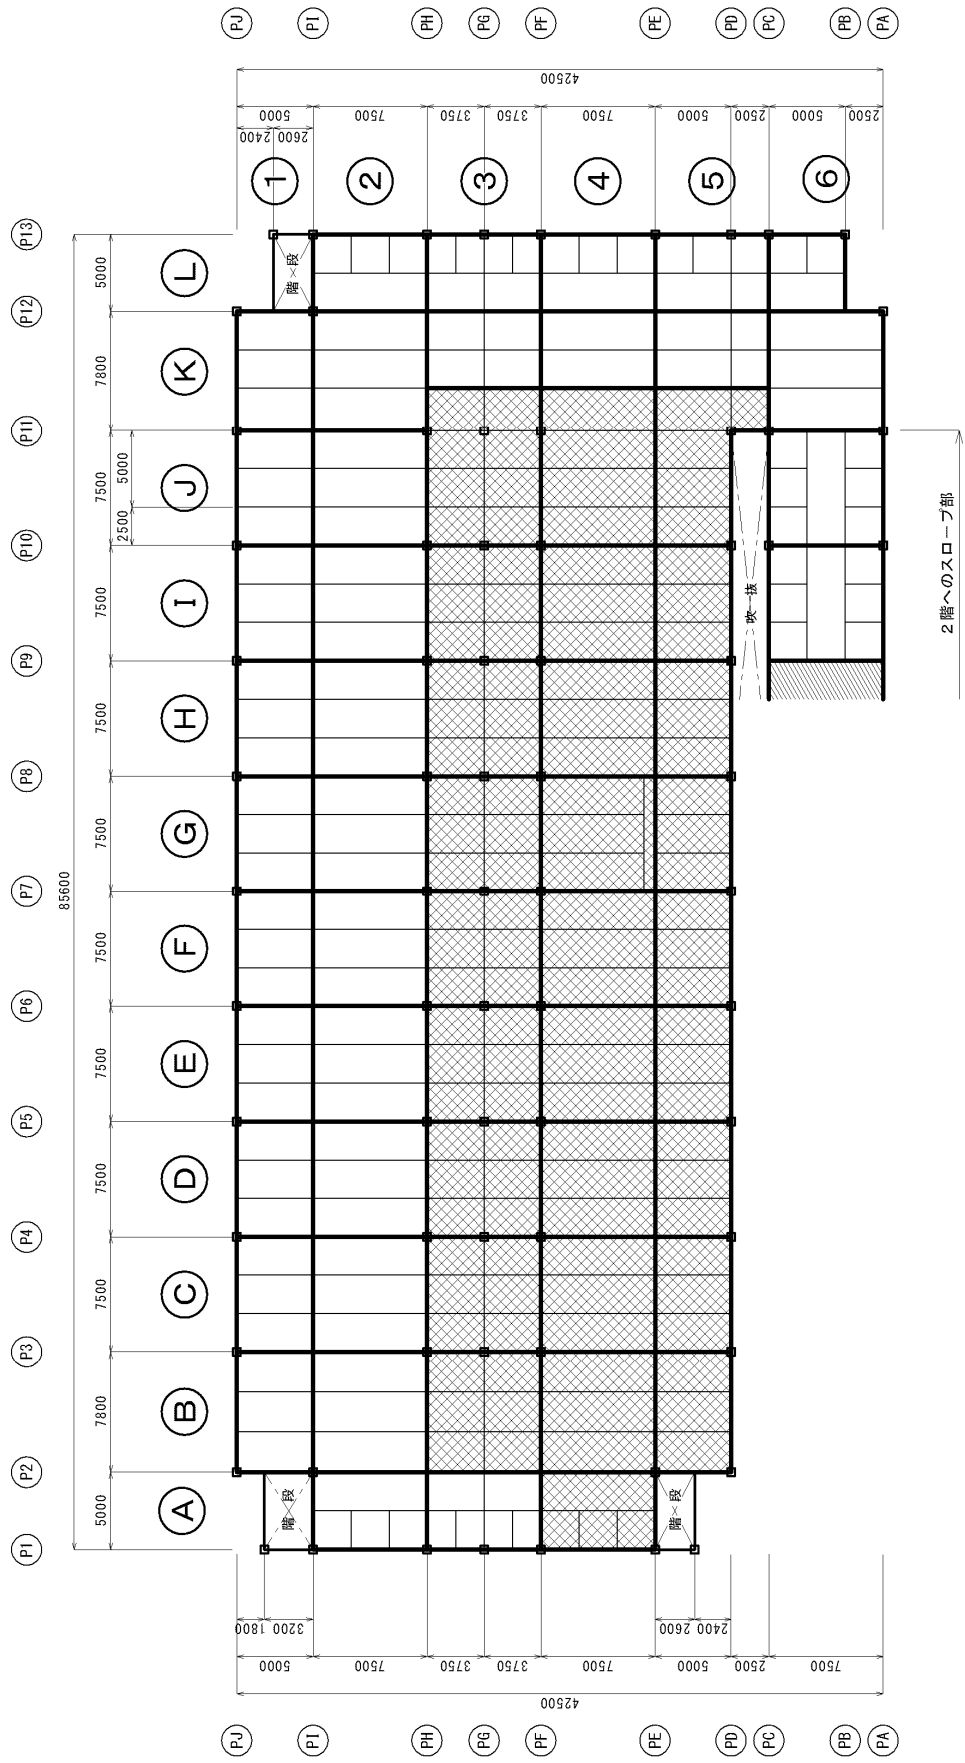 PJ
PI
PH
PG
PF
PE
PD
PC
PB
PA
42500
5000
7500
3750
3750
7500
5000
2500
5000
2500
2400
2600
1
2
3
4
5
6
P13
P12
P11
P10
P9
P8
P7
P6
P5
P4
P3
P2
P1
85600
5000
7800
7500
7500
7500
7500
7500
7500
7500
7500
7800
5000
5000
2500
L
K
J
I
H
G
F
E
D
C
B
A
階段
吹抜
2階へのスロープ部
階段
階段
1800
3200
2600
2400
5000
7500
3750
3750
7500
5000
2500
7500
42500
PJ
PI
PH
PG
PF
PE
PD
PC
PB
PA